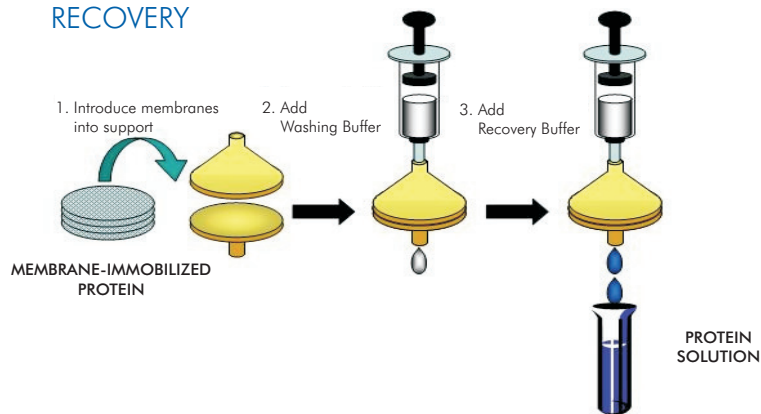 RECOVERY
1. Introduce membranes
into support
2. Add
Washing Buffer
3. Add
Recovery Buffer
MEMBRANE-IMMOBILIZED
PROTEIN
PROTEIN
SOLUTION